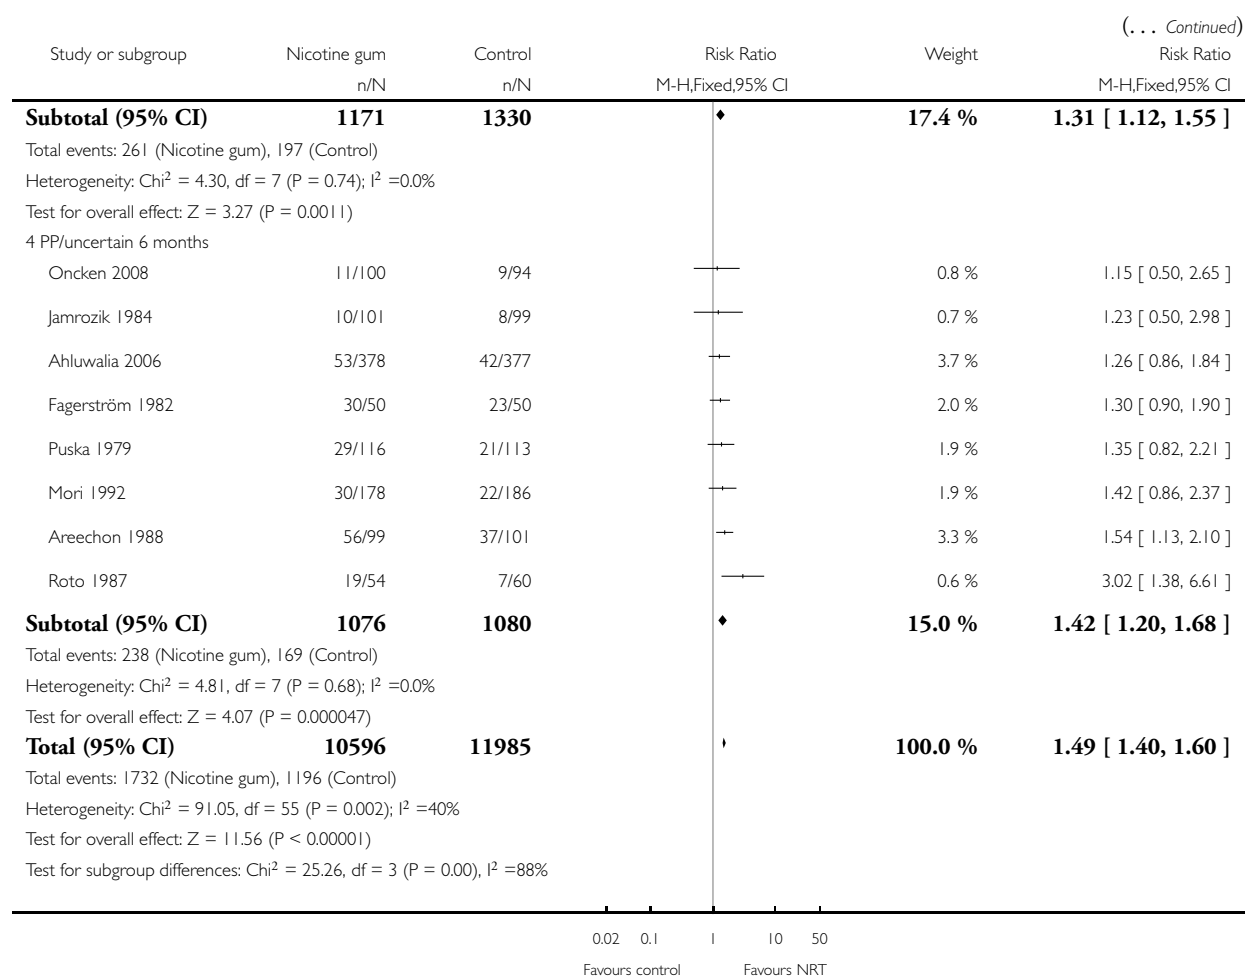 (. . . Continued)
Study or subgroup Nicotine gum Control Risk Ratio Weight Risk Ratio
n/N n/N M-H,Fixed,95% CI M-H,Fixed,95% CI
Subtotal (95% CI) 1171 1330 17.4 % 1.31 [ 1.12, 1.55 ]
Total events: 261 (Nicotine gum), 197 (Control)
Heterogeneity: Chi² = 4.30, df = 7 (P = 0.74); I² =0.0%
Test for overall effect: Z = 3.27 (P = 0.0011)
4 PP/uncertain 6 months
Oncken 2008 11/100 9/94 0.8 % 1.15 [ 0.50, 2.65 ]
Jamrozik 1984 10/101 8/99 0.7 % 1.23 [ 0.50, 2.98 ]
Ahluwalia 2006 53/378 42/377 3.7 % 1.26 [ 0.86, 1.84 ]
Fagerström 1982 30/50 23/50 2.0 % 1.30 [ 0.90, 1.90 ]
Puska 1979 29/116 21/113 1.9 % 1.35 [ 0.82, 2.21 ]
Mori 1992 30/178 22/186 1.9 % 1.42 [ 0.86, 2.37 ]
Areechon 1988 56/99 37/101 3.3 % 1.54 [ 1.13, 2.10 ]
Roto 1987 19/54 7/60 0.6 % 3.02 [ 1.38, 6.61 ]
Subtotal (95% CI) 1076 1080 15.0 % 1.42 [ 1.20, 1.68 ]
Total events: 238 (Nicotine gum), 169 (Control)
Heterogeneity: Chi² = 4.81, df = 7 (P = 0.68); I² =0.0%
Test for overall effect: Z = 4.07 (P = 0.000047)
Total (95% CI) 10596 11985 100.0 % 1.49 [ 1.40, 1.60 ]
Total events: 1732 (Nicotine gum), 1196 (Control)
Heterogeneity: Chi² = 91.05, df = 55 (P = 0.002); I² =40%
Test for overall effect: Z = 11.56 (P < 0.00001)
Test for subgroup differences: Chi² = 25.26, df = 3 (P = 0.00), I² =88%
0.02 0.1 1 10 50
Favours control Favours NRT